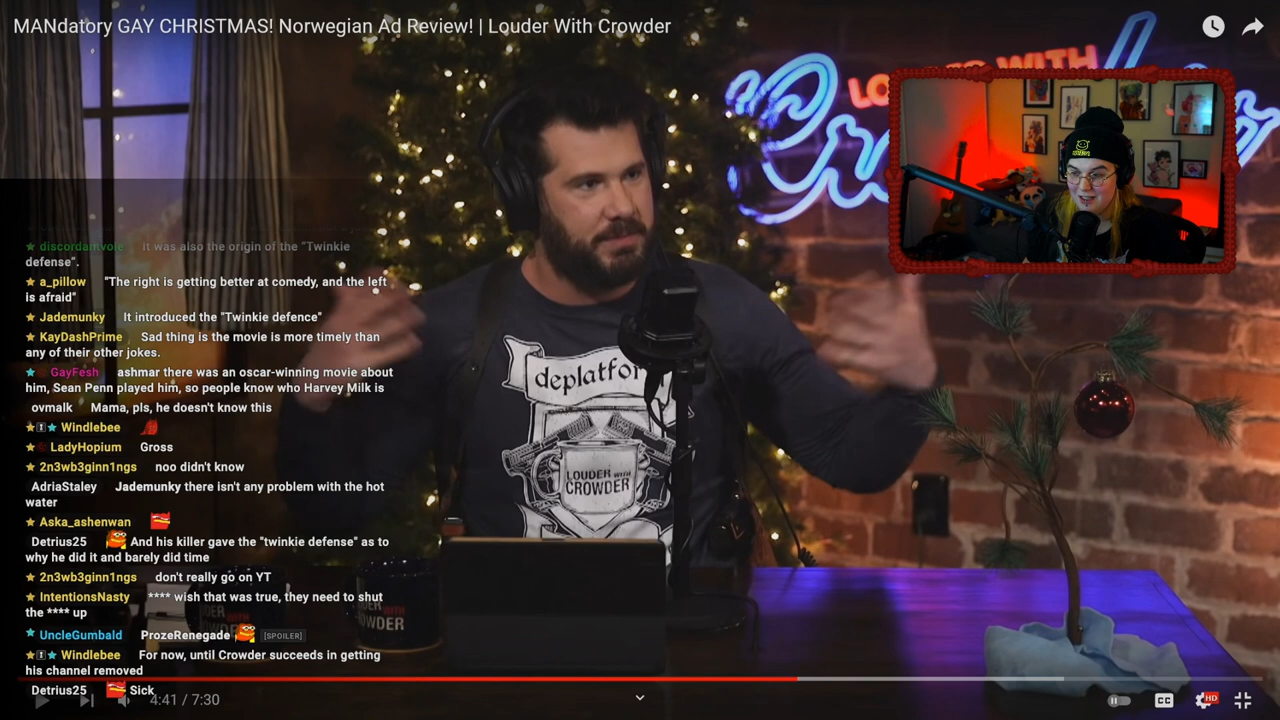 MANdatory GAY CHRISTMAS! Norwegian Ad Review! | Louder With Crowder
LOUDER WITH
discordantvole It was also the origin of the "Twinkie
defense".
a_pillow "The right is getting better at comedy, and the left
is afraid"
Jademunky It introduced the "Twinkie defence"
KayDashPrime Sad thing is the movie is more timely than
any of their other jokes.
GayFesh ashmar there was an oscar-winning movie about
him, Sean Penn played him, so people know who Harvey Milk is
ovmalk Mama, pls, he doesn't know this
Windlebee
LadyHopium Gross
2n3wb3ginn1ngs noo didn't know
AdriaStaley Jademunky there isn't any problem with the hot
water
Aska_ashenwan
Detrius25 And his killer gave the "twinkie defense" as to
why he did it and barely did time
2n3wb3ginn1ngs don't really go on YT
IntentionsNasty **** wish that was true, they need to shut
the **** up
UncleGumbald ProzeRenegade [SPOILER]
Windlebee For now, until Crowder succeeds in getting
his channel removed
Detrius25 Sick
deplatfor
LOUDER WITH
CROWDER
4:41 / 7:30
CC
HD